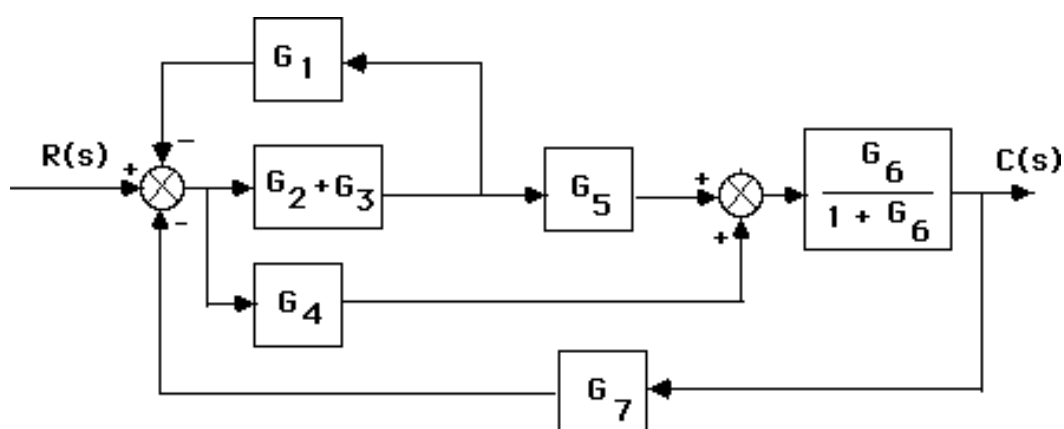 G1
R(s)
+
−
−
G2 + G3
G5
+
+
G6
1 + G6
C(s)
G4
G7